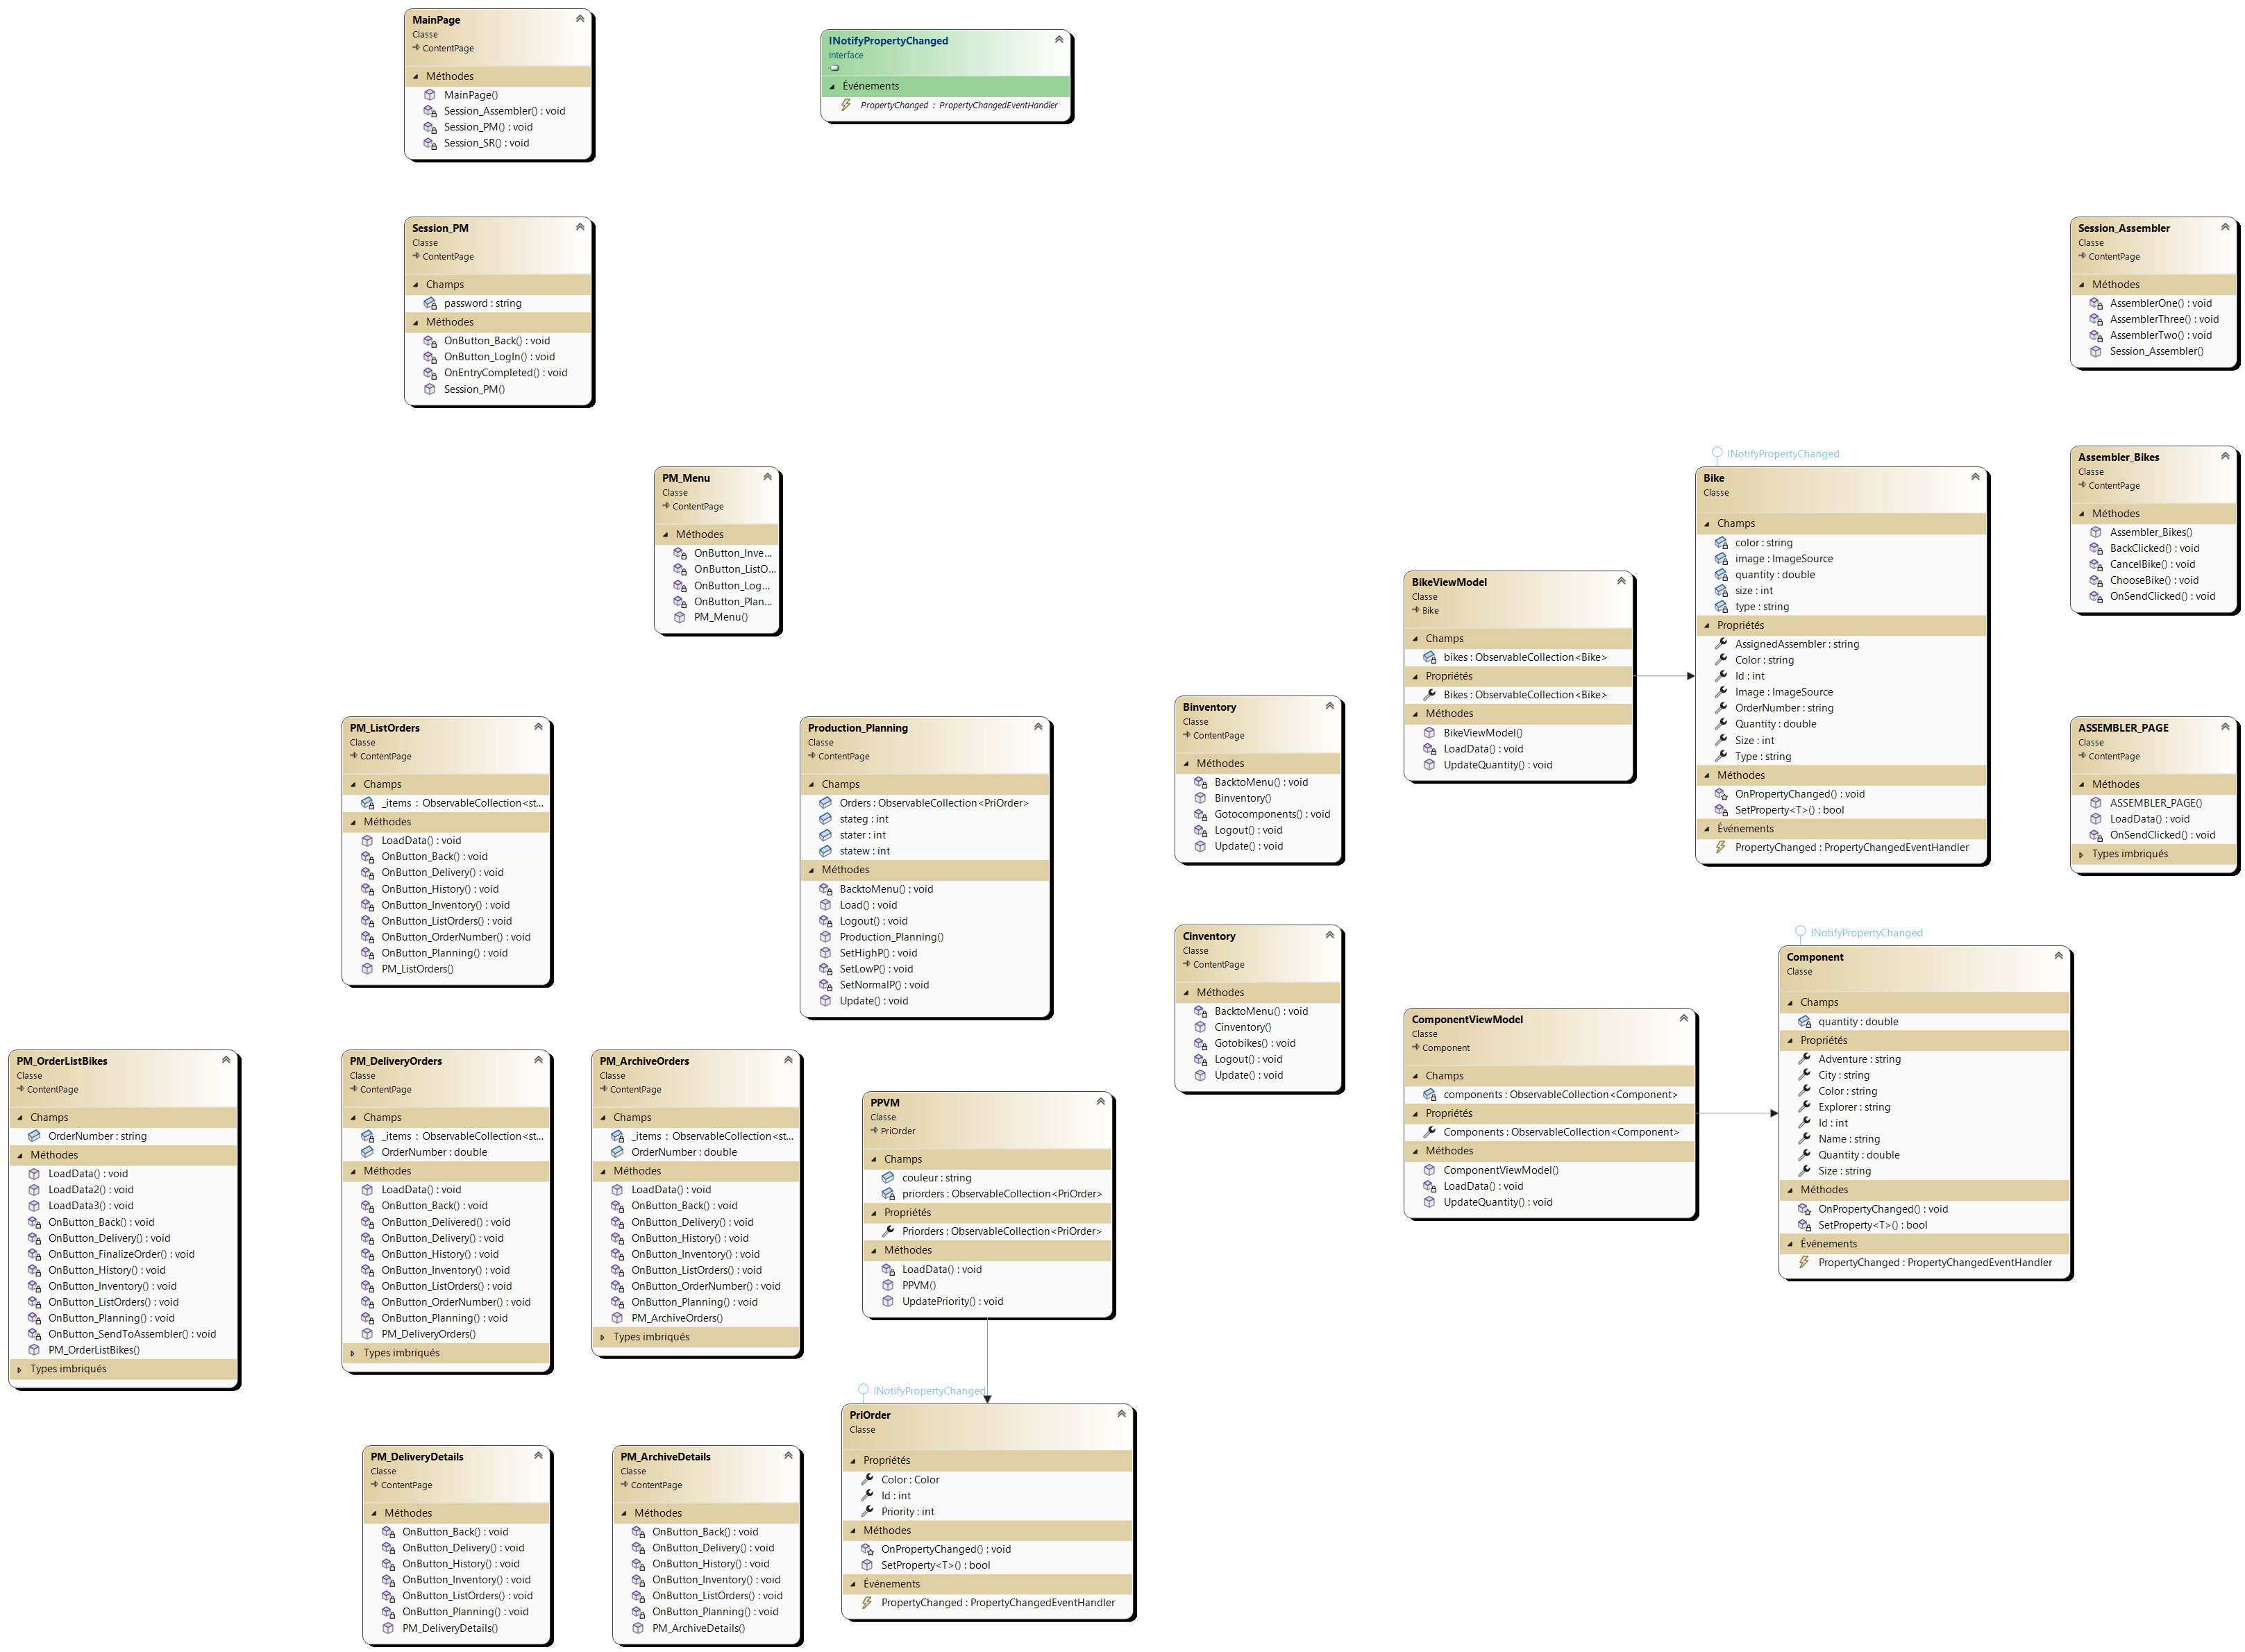 MainPage
Classe
ContentPage
Méthodes
MainPage()
Session_Assembler() : void
Session_PM() : void
Session_SR() : void
INotifyPropertyChanged
Interface
Événements
PropertyChanged : PropertyChangedEventHandler
Session_PM
Classe
ContentPage
Champs
password : string
Méthodes
OnButton_Back() : void
OnButton_LogIn() : void
OnEntryCompleted() : void
Session_PM()
Session_Assembler
Classe
ContentPage
Méthodes
AssemblerOne() : void
AssemblerThree() : void
AssemblerTwo() : void
Session_Assembler()
PM_Menu
Classe
ContentPage
Méthodes
OnButton_Inve...
OnButton_ListO...
OnButton_Log...
OnButton_Plan...
PM_Menu()
BikeViewModel
Classe
Bike
Champs
bikes : ObservableCollection<Bike>
Propriétés
Bikes : ObservableCollection<Bike>
Méthodes
BikeViewModel()
LoadData() : void
UpdateQuantity() : void
INotifyPropertyChanged
Bike
Classe
Champs
color : string
image : ImageSource
quantity : double
size : int
type : string
Propriétés
AssignedAssembler : string
Color : string
Id : int
Image : ImageSource
OrderNumber : string
Quantity : double
Size : int
Type : string
Méthodes
OnPropertyChanged() : void
SetProperty<T>() : bool
Événements
PropertyChanged : PropertyChangedEventHandler
Assembler_Bikes
Classe
ContentPage
Méthodes
Assembler_Bikes()
BackClicked() : void
CancelBike() : void
ChooseBike() : void
OnSendClicked() : void
PM_ListOrders
Classe
ContentPage
Champs
_items : ObservableCollection<st...
Méthodes
LoadData() : void
OnButton_Back() : void
OnButton_Delivery() : void
OnButton_History() : void
OnButton_Inventory() : void
OnButton_ListOrders() : void
OnButton_OrderNumber() : void
OnButton_Planning() : void
PM_ListOrders()
Production_Planning
Classe
ContentPage
Champs
Orders : ObservableCollection<PriOrder>
stateg : int
stater : int
statew : int
Méthodes
BacktoMenu() : void
Load() : void
Logout() : void
Production_Planning()
SetHighP() : void
SetLowP() : void
SetNormalP() : void
Update() : void
Binventory
Classe
ContentPage
Méthodes
BacktoMenu() : void
Binventory()
Gotocomponents() : void
Logout() : void
Update() : void
ASSEMBLER_PAGE
Classe
ContentPage
Méthodes
ASSEMBLER_PAGE()
LoadData() : void
OnSendClicked() : void
Types imbriqués
Cinventory
Classe
ContentPage
Méthodes
BacktoMenu() : void
Cinventory()
Gotobikes() : void
Logout() : void
Update() : void
ComponentViewModel
Classe
Component
Champs
components : ObservableCollection<Component>
Propriétés
Components : ObservableCollection<Component>
Méthodes
ComponentViewModel()
LoadData() : void
UpdateQuantity() : void
INotifyPropertyChanged
Component
Classe
Champs
quantity : double
Propriétés
Adventure : string
City : string
Color : string
Explorer : string
Id : int
Name : string
Quantity : double
Size : string
Méthodes
OnPropertyChanged() : void
SetProperty<T>() : bool
Événements
PropertyChanged : PropertyChangedEventHandler
PM_OrderListBikes
Classe
ContentPage
Champs
OrderNumber : string
Méthodes
LoadData() : void
LoadData2() : void
LoadData3() : void
OnButton_Back() : void
OnButton_Delivery() : void
OnButton_FinalizeOrder() : void
OnButton_History() : void
OnButton_Inventory() : void
OnButton_ListOrders() : void
OnButton_Planning() : void
OnButton_SendToAssembler() : void
PM_OrderListBikes()
Types imbriqués
PM_DeliveryOrders
Classe
ContentPage
Champs
_items : ObservableCollection<st...
OrderNumber : double
Méthodes
LoadData() : void
OnButton_Back() : void
OnButton_Delivered() : void
OnButton_Delivery() : void
OnButton_History() : void
OnButton_Inventory() : void
OnButton_ListOrders() : void
OnButton_OrderNumber() : void
OnButton_Planning() : void
PM_DeliveryOrders()
Types imbriqués
PM_ArchiveOrders
Classe
ContentPage
Champs
_items : ObservableCollection<st...
OrderNumber : double
Méthodes
LoadData() : void
OnButton_Back() : void
OnButton_Delivery() : void
OnButton_History() : void
OnButton_Inventory() : void
OnButton_ListOrders() : void
OnButton_OrderNumber() : void
OnButton_Planning() : void
PM_ArchiveOrders()
Types imbriqués
PPVM
Classe
PriOrder
Champs
couleur : string
priorders : ObservableCollection<PriOrder>
Propriétés
Priorders : ObservableCollection<PriOrder>
Méthodes
LoadData() : void
PPVM()
UpdatePriority() : void
INotifyPropertyChanged
PriOrder
Classe
Propriétés
Color : Color
Id : int
Priority : int
Méthodes
OnPropertyChanged() : void
SetProperty<T>() : bool
Événements
PropertyChanged : PropertyChangedEventHandler
PM_DeliveryDetails
Classe
ContentPage
Méthodes
OnButton_Back() : void
OnButton_Delivery() : void
OnButton_History() : void
OnButton_Inventory() : void
OnButton_ListOrders() : void
OnButton_Planning() : void
PM_DeliveryDetails()
PM_ArchiveDetails
Classe
ContentPage
Méthodes
OnButton_Back() : void
OnButton_Delivery() : void
OnButton_History() : void
OnButton_Inventory() : void
OnButton_ListOrders() : void
OnButton_Planning() : void
PM_ArchiveDetails()